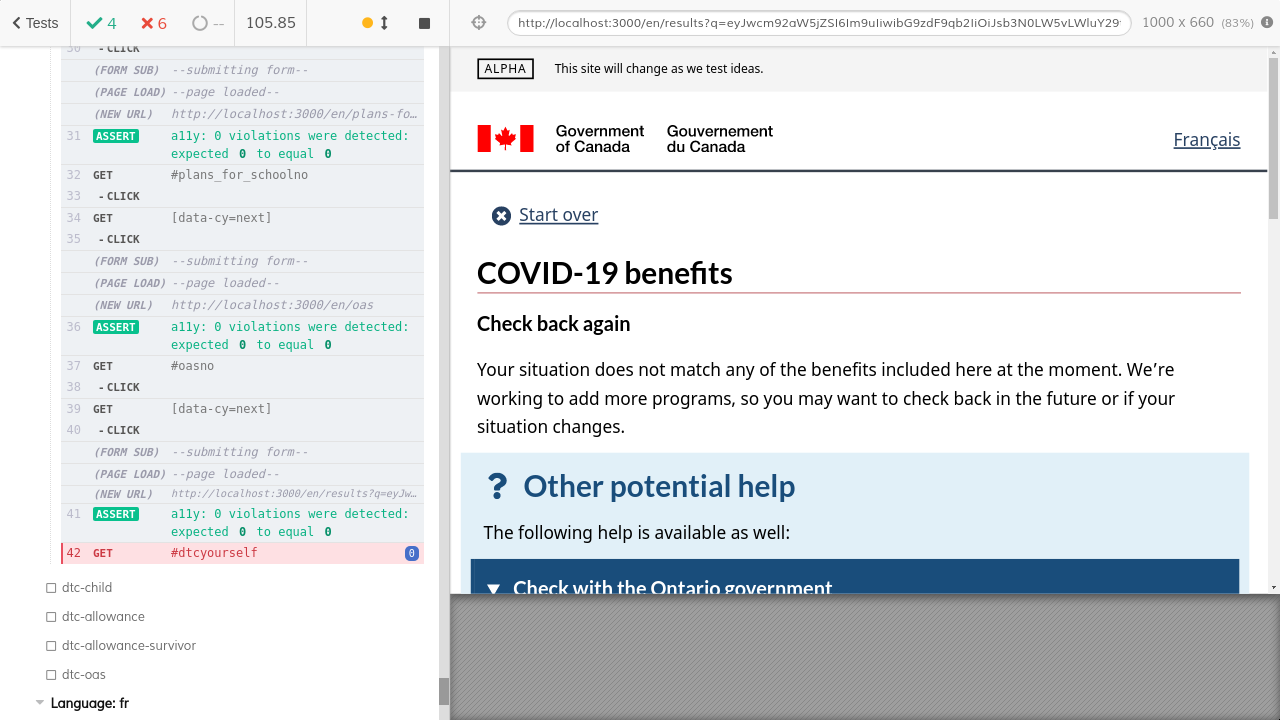 Tests
4
6
--
105.85
http://localhost:3000/en/results?q=eyJwcm92aW5jZSI6Im9uIiwibG9zdF9qb2IiOiJsb3N0LW5vLWluY29
1000 x 660 (83%)
30 - CLICK
(FORM SUB) --submitting form--
(PAGE LOAD) --page loaded--
(NEW URL) http://localhost:3000/en/plans-fo…
31 ASSERT a11y: 0 violations were detected:
expected 0 to equal 0
32 GET #plans_for_schoolno
33 - CLICK
34 GET [data-cy=next]
35 - CLICK
(FORM SUB) --submitting form--
(PAGE LOAD) --page loaded--
(NEW URL) http://localhost:3000/en/oas
36 ASSERT a11y: 0 violations were detected:
expected 0 to equal 0
37 GET #oasno
38 - CLICK
39 GET [data-cy=next]
40 - CLICK
(FORM SUB) --submitting form--
(PAGE LOAD) --page loaded--
(NEW URL) http://localhost:3000/en/results?q=eyJw…
41 ASSERT a11y: 0 violations were detected:
expected 0 to equal 0
42 GET #dtcyourself 0
dtc-child
dtc-allowance
dtc-allowance-survivor
dtc-oas
Language: fr
ALPHA This site will change as we test ideas.
Government Gouvernement
of Canada du Canada
Français
Start over
COVID-19 benefits
Check back again
Your situation does not match any of the benefits included here at the moment. We’re
working to add more programs, so you may want to check back in the future or if your
situation changes.
? Other potential help
The following help is available as well:
Check with the Ontario government